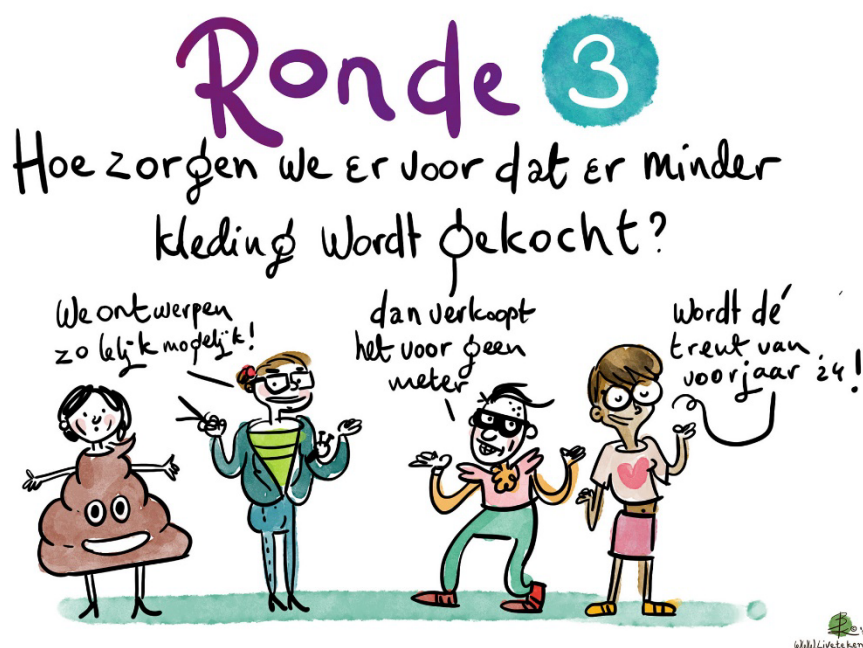 Ronde 3
Hoe zorgen we er voor dat er minder
kleding wordt gekocht?
We ontwerpen
zo lelijk mogelijk!
dan verkoopt
het voor geen
meter
wordt dé
trent van
voorjaar '24!